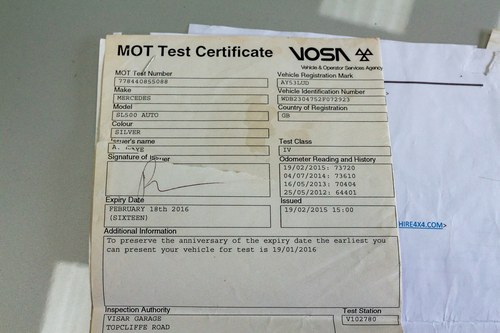 MOT Test Certificate VOSA
Vehicle & Operator Services Agency
MOT Test Number Vehicle Registration Mark
778440855088 AY53LUD
Make Vehicle Identification Number
MERCEDES WDB2304752F072323
Model Country of Registration
SL500 AUTO GB
Colour
SILVER
Issuer's name Test Class
A. IV
Signature of Issuer Odometer Reading and History
19/02/2015: 73720
04/07/2014: 73610
16/05/2013: 70404
25/05/2012: 64401
Expiry Date Issued
FEBRUARY 18th 2016 19/02/2015 15:00
(SIXTEEN)
HIRE4X4.COM>
Additional Information
To preserve the anniversary of the expiry date the earliest you
can present your vehicle for test is 19/01/2016
Inspection Authority Test Station
VISAR GARAGE V102780
TOPCLIFFE ROAD